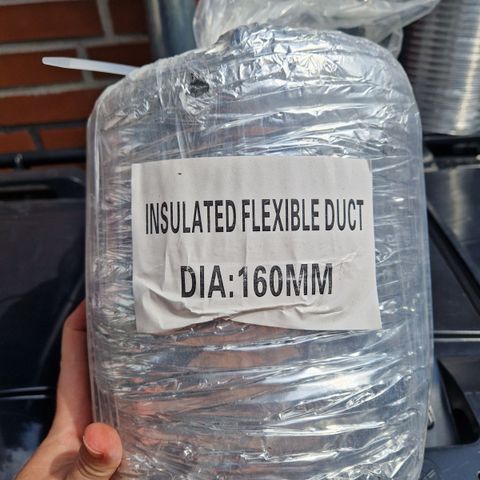 INSULATED FLEXIBLE DUCT
DIA:160MM